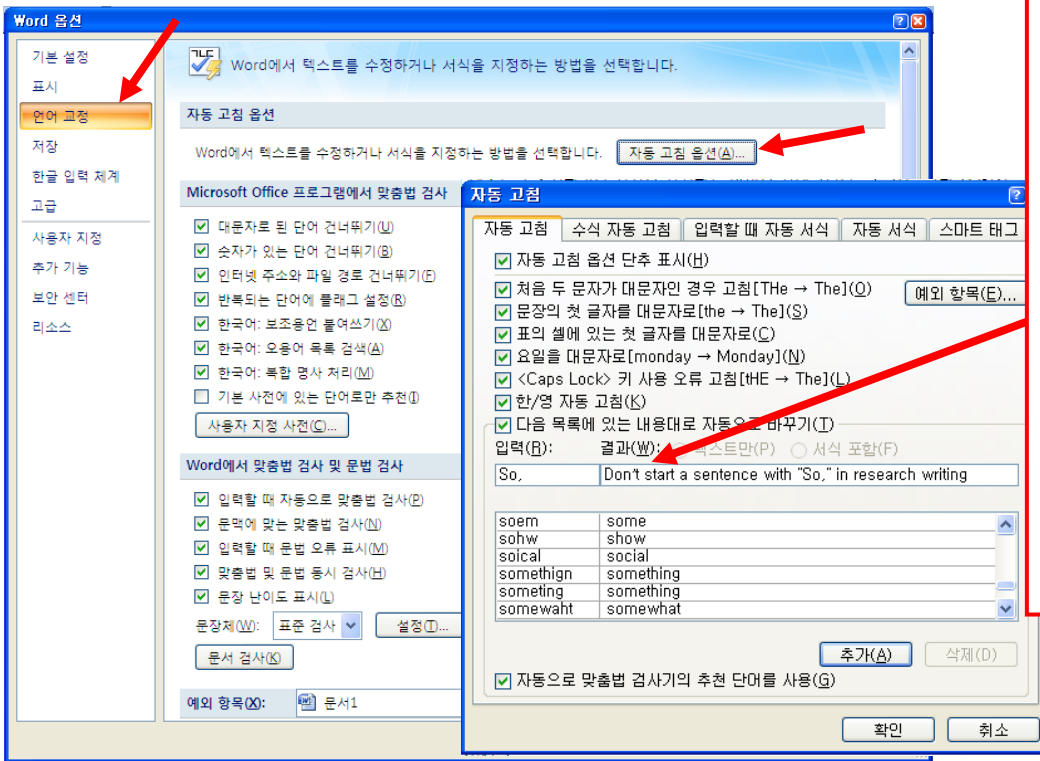 Word 옵션
기본 설정
표시
언어 교정
저장
한글 입력 체계
고급
사용자 지정
추가 기능
보안 센터
리소스
Word에서 텍스트를 수정하거나 서식을 지정하는 방법을 선택합니다.
자동 고침 옵션
Word에서 텍스트를 수정하거나 서식을 지정하는 방법을 선택합니다.
자동 고침 옵션(A)...
Microsoft Office 프로그램에서 맞춤법 검사
대문자로 된 단어 건너뛰기(U)
숫자가 있는 단어 건너뛰기(B)
인터넷 주소와 파일 경로 건너뛰기(F)
반복되는 단어에 플래그 설정(R)
한국어: 보조용언 붙여쓰기(X)
한국어: 오용어 목록 검색(A)
한국어: 복합 명사 처리(M)
기본 사전에 있는 단어로만 추천(I)
사용자 지정 사전(C)...
Word에서 맞춤법 검사 및 문법 검사
입력할 때 자동으로 맞춤법 검사(P)
문맥에 맞는 맞춤법 검사(N)
입력할 때 문법 오류 표시(M)
맞춤법 및 문법 동시 검사(H)
문장 난이도 표시(L)
문장체(W): 표준 검사 설정(T)...
문서 검사(K)
예외 항목(X): 문서1
자동 고침
자동 고침 수식 자동 고침 입력할 때 자동 서식 자동 서식 스마트 태그
자동 고침 옵션 단추 표시(H)
처음 두 문자가 대문자인 경우 고침[THe → The](O)
예외 항목(E)...
문장의 첫 글자를 대문자로[the → The](S)
표의 셀에 있는 첫 글자를 대문자로(C)
요일을 대문자로[monday → Monday](N)
<Caps Lock> 키 사용 오류 고침[tHE → The](L)
한/영 자동 고침(K)
다음 목록에 있는 내용대로 자동으로 바꾸기(T)
입력(R): 결과(W): 텍스트만(P) 서식 포함(F)
So, Don't start a sentence with "So," in research writing
soem some
sohw show
soical social
somethign something
someting something
somewaht somewhat
추가(A) 삭제(D)
자동으로 맞춤법 검사기의 추천 단어를 사용(G)
확인 취소